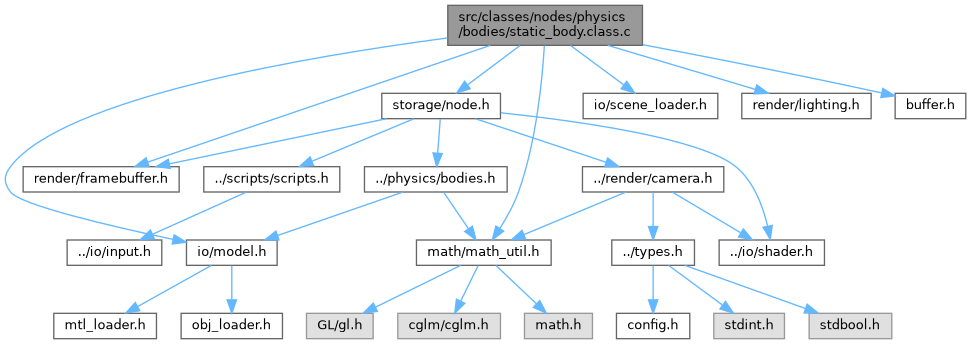 src/classes/nodes/physics
/bodies/static_body.class.c
storage/node.h
io/scene_loader.h
render/lighting.h
buffer.h
render/framebuffer.h
../scripts/scripts.h
../physics/bodies.h
../render/camera.h
../io/input.h
io/model.h
math/math_util.h
../types.h
../io/shader.h
mtl_loader.h
obj_loader.h
GL/gl.h
cglm/cglm.h
math.h
config.h
stdint.h
stdbool.h